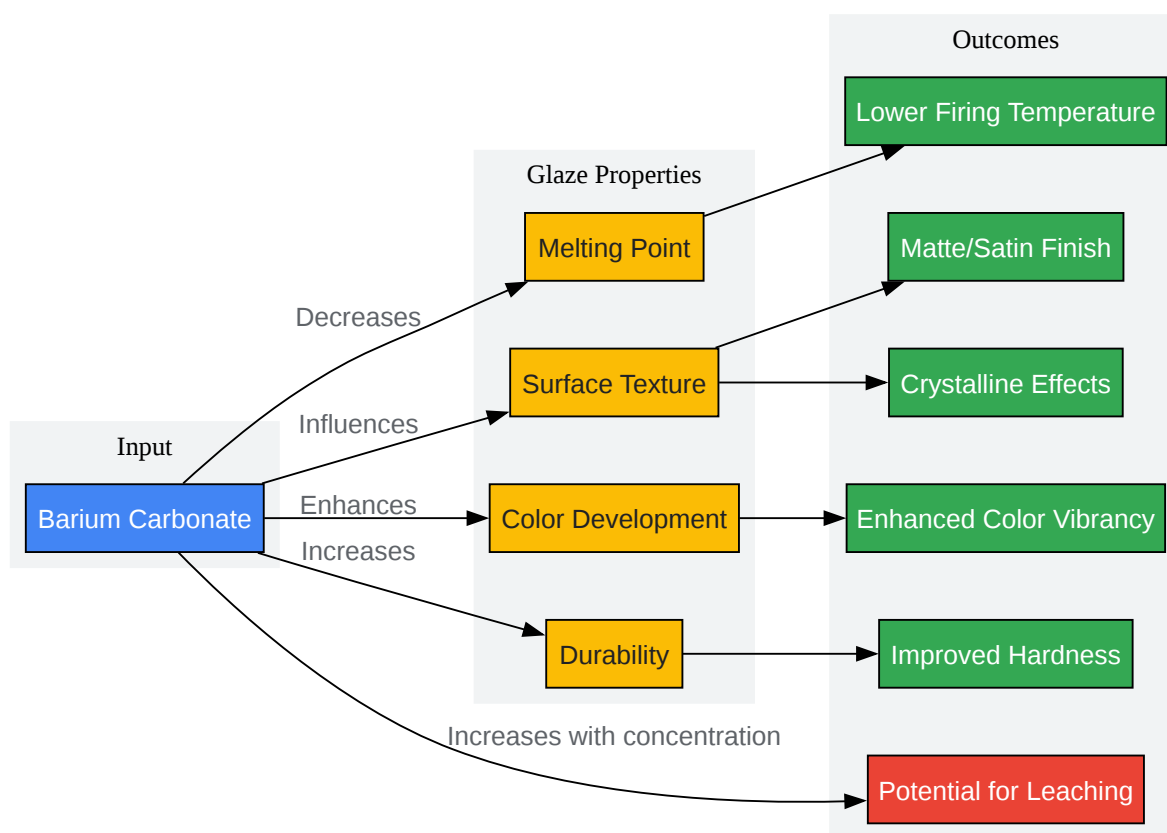 Outcomes
Lower Firing Temperature
Glaze Properties
Melting Point
Matte/Satin Finish
Decreases
Surface Texture
Crystalline Effects
Influences
Input
Barium Carbonate
Enhances
Color Development
Enhanced Color Vibrancy
Increases
Durability
Improved Hardness
Increases with concentration
Potential for Leaching